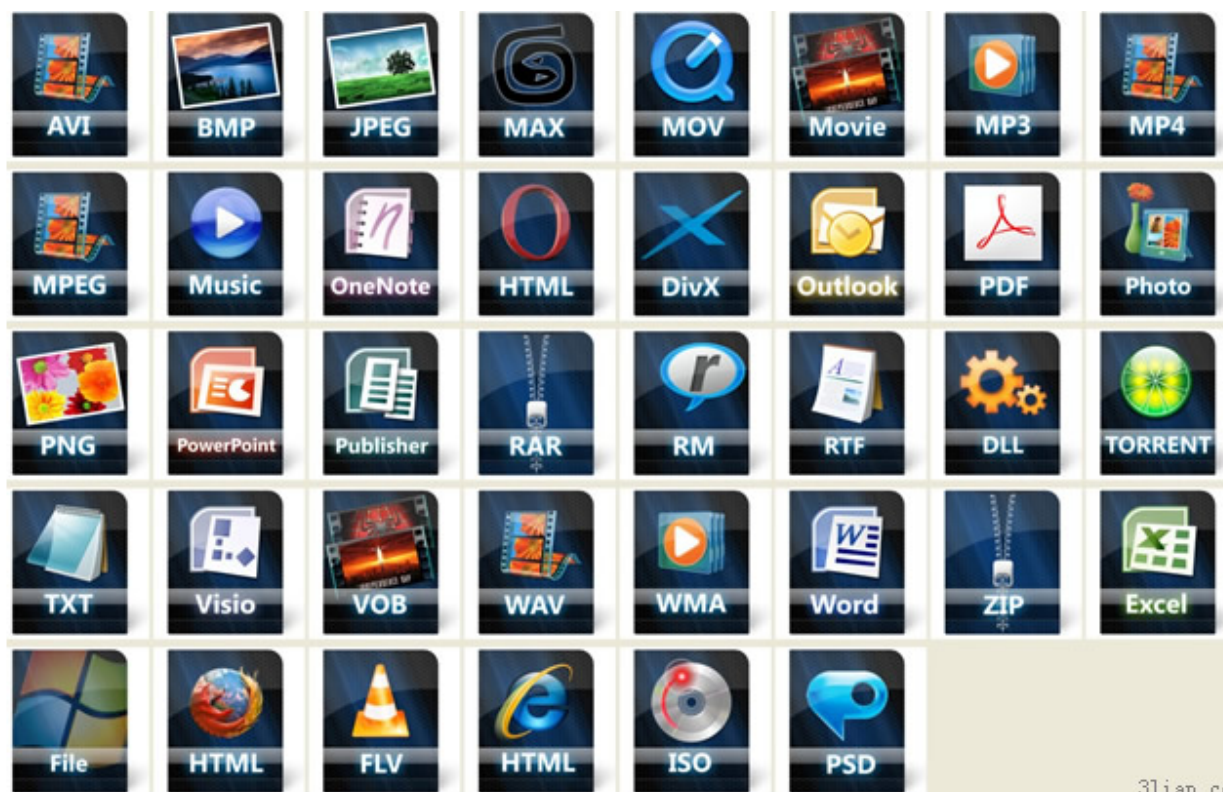 AVI BMP JPEG MAX MOV Movie MP3 MP4
MPEG Music OneNote HTML DivX Outlook PDF Photo
PNG PowerPoint Publisher RAR RM RTF DLL TORRENT
TXT Visio VOB WAV WMA Word ZIP Excel
File HTML FLV HTML ISO PSD